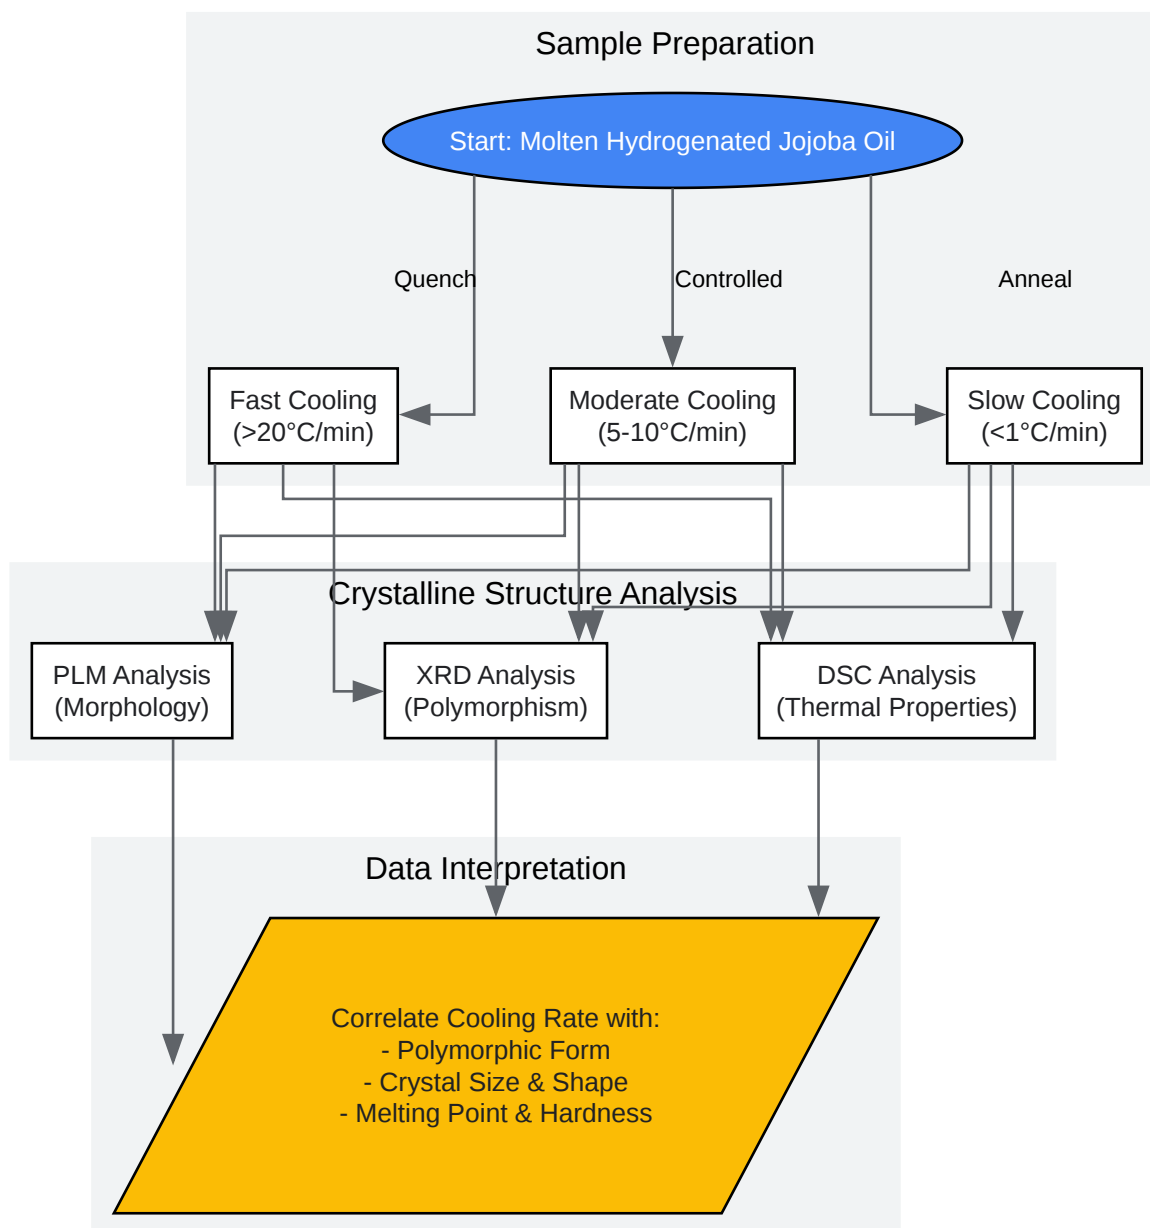 Sample Preparation
Start: Molten Hydrogenated Jojoba Oil
Quench
Controlled
Anneal
Fast Cooling
(>20°C/min)
Moderate Cooling
(5-10°C/min)
Slow Cooling
(<1°C/min)
Crystalline Structure Analysis
PLM Analysis
(Morphology)
XRD Analysis
(Polymorphism)
DSC Analysis
(Thermal Properties)
Data Interpretation
Correlate Cooling Rate with:
- Polymorphic Form
- Crystal Size & Shape
- Melting Point & Hardness